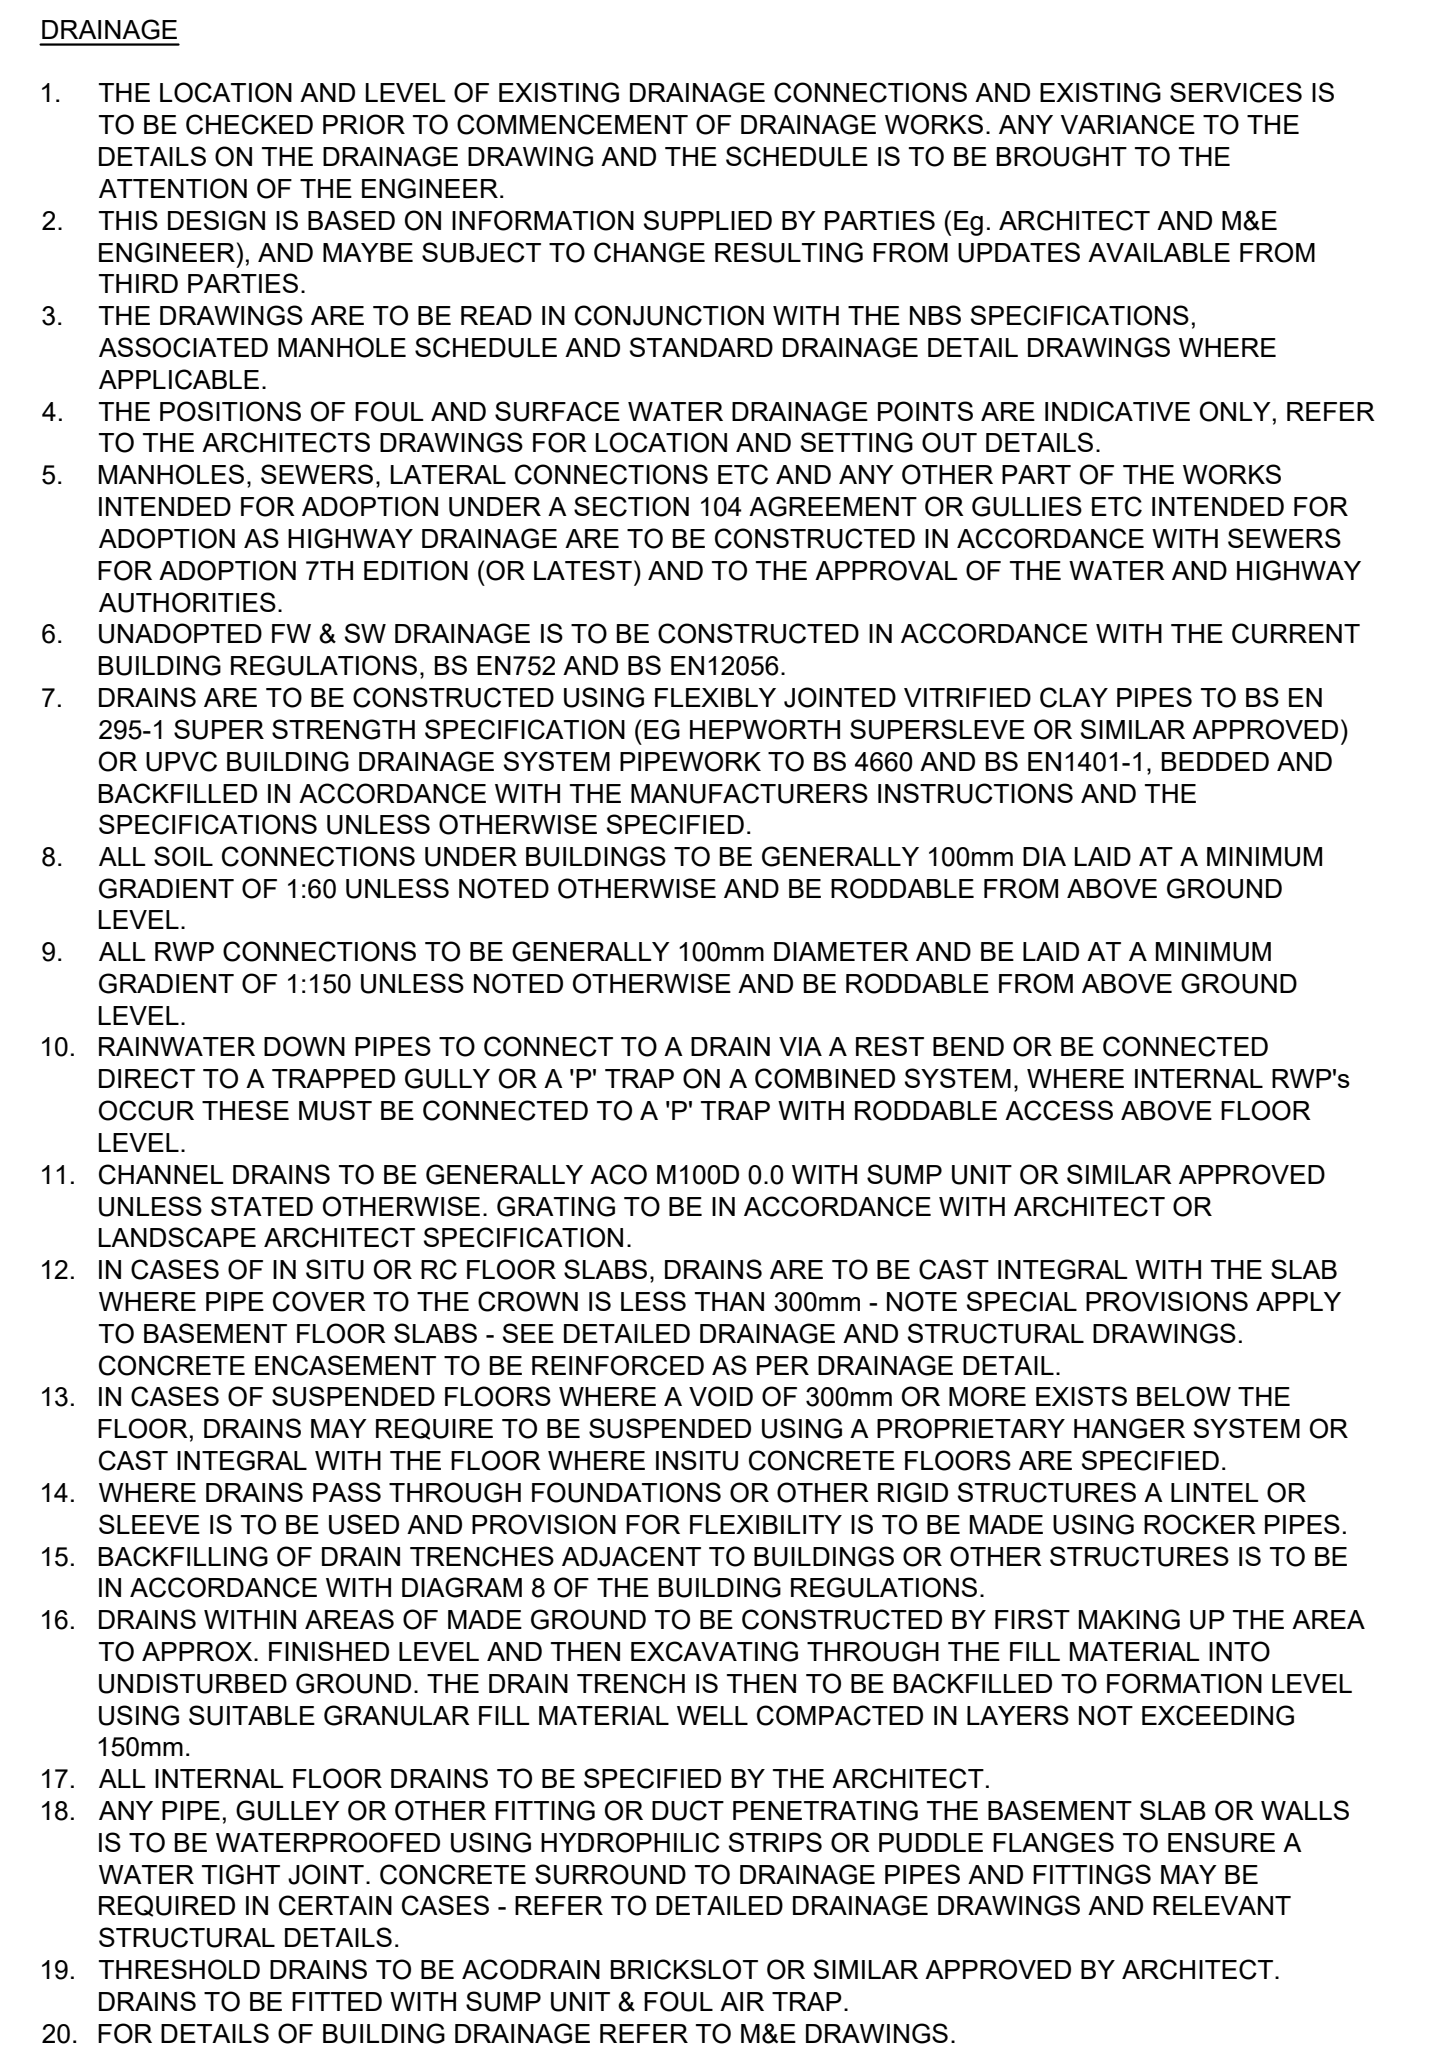 DRAINAGE
1. THE LOCATION AND LEVEL OF EXISTING DRAINAGE CONNECTIONS AND EXISTING SERVICES IS
TO BE CHECKED PRIOR TO COMMENCEMENT OF DRAINAGE WORKS. ANY VARIANCE TO THE
DETAILS ON THE DRAINAGE DRAWING AND THE SCHEDULE IS TO BE BROUGHT TO THE
ATTENTION OF THE ENGINEER.
2. THIS DESIGN IS BASED ON INFORMATION SUPPLIED BY PARTIES (Eg. ARCHITECT AND M&E
ENGINEER), AND MAYBE SUBJECT TO CHANGE RESULTING FROM UPDATES AVAILABLE FROM
THIRD PARTIES.
3. THE DRAWINGS ARE TO BE READ IN CONJUNCTION WITH THE NBS SPECIFICATIONS,
ASSOCIATED MANHOLE SCHEDULE AND STANDARD DRAINAGE DETAIL DRAWINGS WHERE
APPLICABLE.
4. THE POSITIONS OF FOUL AND SURFACE WATER DRAINAGE POINTS ARE INDICATIVE ONLY, REFER
TO THE ARCHITECTS DRAWINGS FOR LOCATION AND SETTING OUT DETAILS.
5. MANHOLES, SEWERS, LATERAL CONNECTIONS ETC AND ANY OTHER PART OF THE WORKS
INTENDED FOR ADOPTION UNDER A SECTION 104 AGREEMENT OR GULLIES ETC INTENDED FOR
ADOPTION AS HIGHWAY DRAINAGE ARE TO BE CONSTRUCTED IN ACCORDANCE WITH SEWERS
FOR ADOPTION 7TH EDITION (OR LATEST) AND TO THE APPROVAL OF THE WATER AND HIGHWAY
AUTHORITIES.
6. UNADOPTED FW & SW DRAINAGE IS TO BE CONSTRUCTED IN ACCORDANCE WITH THE CURRENT
BUILDING REGULATIONS, BS EN752 AND BS EN12056.
7. DRAINS ARE TO BE CONSTRUCTED USING FLEXIBLY JOINTED VITRIFIED CLAY PIPES TO BS EN
295-1 SUPER STRENGTH SPECIFICATION (EG HEPWORTH SUPERSLEVE OR SIMILAR APPROVED)
OR UPVC BUILDING DRAINAGE SYSTEM PIPEWORK TO BS 4660 AND BS EN1401-1, BEDDED AND
BACKFILLED IN ACCORDANCE WITH THE MANUFACTURERS INSTRUCTIONS AND THE
SPECIFICATIONS UNLESS OTHERWISE SPECIFIED.
8. ALL SOIL CONNECTIONS UNDER BUILDINGS TO BE GENERALLY 100mm DIA LAID AT A MINIMUM
GRADIENT OF 1:60 UNLESS NOTED OTHERWISE AND BE RODDABLE FROM ABOVE GROUND
LEVEL.
9. ALL RWP CONNECTIONS TO BE GENERALLY 100mm DIAMETER AND BE LAID AT A MINIMUM
GRADIENT OF 1:150 UNLESS NOTED OTHERWISE AND BE RODDABLE FROM ABOVE GROUND
LEVEL.
10. RAINWATER DOWN PIPES TO CONNECT TO A DRAIN VIA A REST BEND OR BE CONNECTED
DIRECT TO A TRAPPED GULLY OR A 'P' TRAP ON A COMBINED SYSTEM, WHERE INTERNAL RWP's
OCCUR THESE MUST BE CONNECTED TO A 'P' TRAP WITH RODDABLE ACCESS ABOVE FLOOR
LEVEL.
11. CHANNEL DRAINS TO BE GENERALLY ACO M100D 0.0 WITH SUMP UNIT OR SIMILAR APPROVED
UNLESS STATED OTHERWISE. GRATING TO BE IN ACCORDANCE WITH ARCHITECT OR
LANDSCAPE ARCHITECT SPECIFICATION.
12. IN CASES OF IN SITU OR RC FLOOR SLABS, DRAINS ARE TO BE CAST INTEGRAL WITH THE SLAB
WHERE PIPE COVER TO THE CROWN IS LESS THAN 300mm - NOTE SPECIAL PROVISIONS APPLY
TO BASEMENT FLOOR SLABS - SEE DETAILED DRAINAGE AND STRUCTURAL DRAWINGS.
CONCRETE ENCASEMENT TO BE REINFORCED AS PER DRAINAGE DETAIL.
13. IN CASES OF SUSPENDED FLOORS WHERE A VOID OF 300mm OR MORE EXISTS BELOW THE
FLOOR, DRAINS MAY REQUIRE TO BE SUSPENDED USING A PROPRIETARY HANGER SYSTEM OR
CAST INTEGRAL WITH THE FLOOR WHERE INSITU CONCRETE FLOORS ARE SPECIFIED.
14. WHERE DRAINS PASS THROUGH FOUNDATIONS OR OTHER RIGID STRUCTURES A LINTEL OR
SLEEVE IS TO BE USED AND PROVISION FOR FLEXIBILITY IS TO BE MADE USING ROCKER PIPES.
15. BACKFILLING OF DRAIN TRENCHES ADJACENT TO BUILDINGS OR OTHER STRUCTURES IS TO BE
IN ACCORDANCE WITH DIAGRAM 8 OF THE BUILDING REGULATIONS.
16. DRAINS WITHIN AREAS OF MADE GROUND TO BE CONSTRUCTED BY FIRST MAKING UP THE AREA
TO APPROX. FINISHED LEVEL AND THEN EXCAVATING THROUGH THE FILL MATERIAL INTO
UNDISTURBED GROUND. THE DRAIN TRENCH IS THEN TO BE BACKFILLED TO FORMATION LEVEL
USING SUITABLE GRANULAR FILL MATERIAL WELL COMPACTED IN LAYERS NOT EXCEEDING
150mm.
17. ALL INTERNAL FLOOR DRAINS TO BE SPECIFIED BY THE ARCHITECT.
18. ANY PIPE, GULLEY OR OTHER FITTING OR DUCT PENETRATING THE BASEMENT SLAB OR WALLS
IS TO BE WATERPROOFED USING HYDROPHILIC STRIPS OR PUDDLE FLANGES TO ENSURE A
WATER TIGHT JOINT. CONCRETE SURROUND TO DRAINAGE PIPES AND FITTINGS MAY BE
REQUIRED IN CERTAIN CASES - REFER TO DETAILED DRAINAGE DRAWINGS AND RELEVANT
STRUCTURAL DETAILS.
19. THRESHOLD DRAINS TO BE ACODRAIN BRICKSLOT OR SIMILAR APPROVED BY ARCHITECT.
DRAINS TO BE FITTED WITH SUMP UNIT & FOUL AIR TRAP.
20. FOR DETAILS OF BUILDING DRAINAGE REFER TO M&E DRAWINGS.